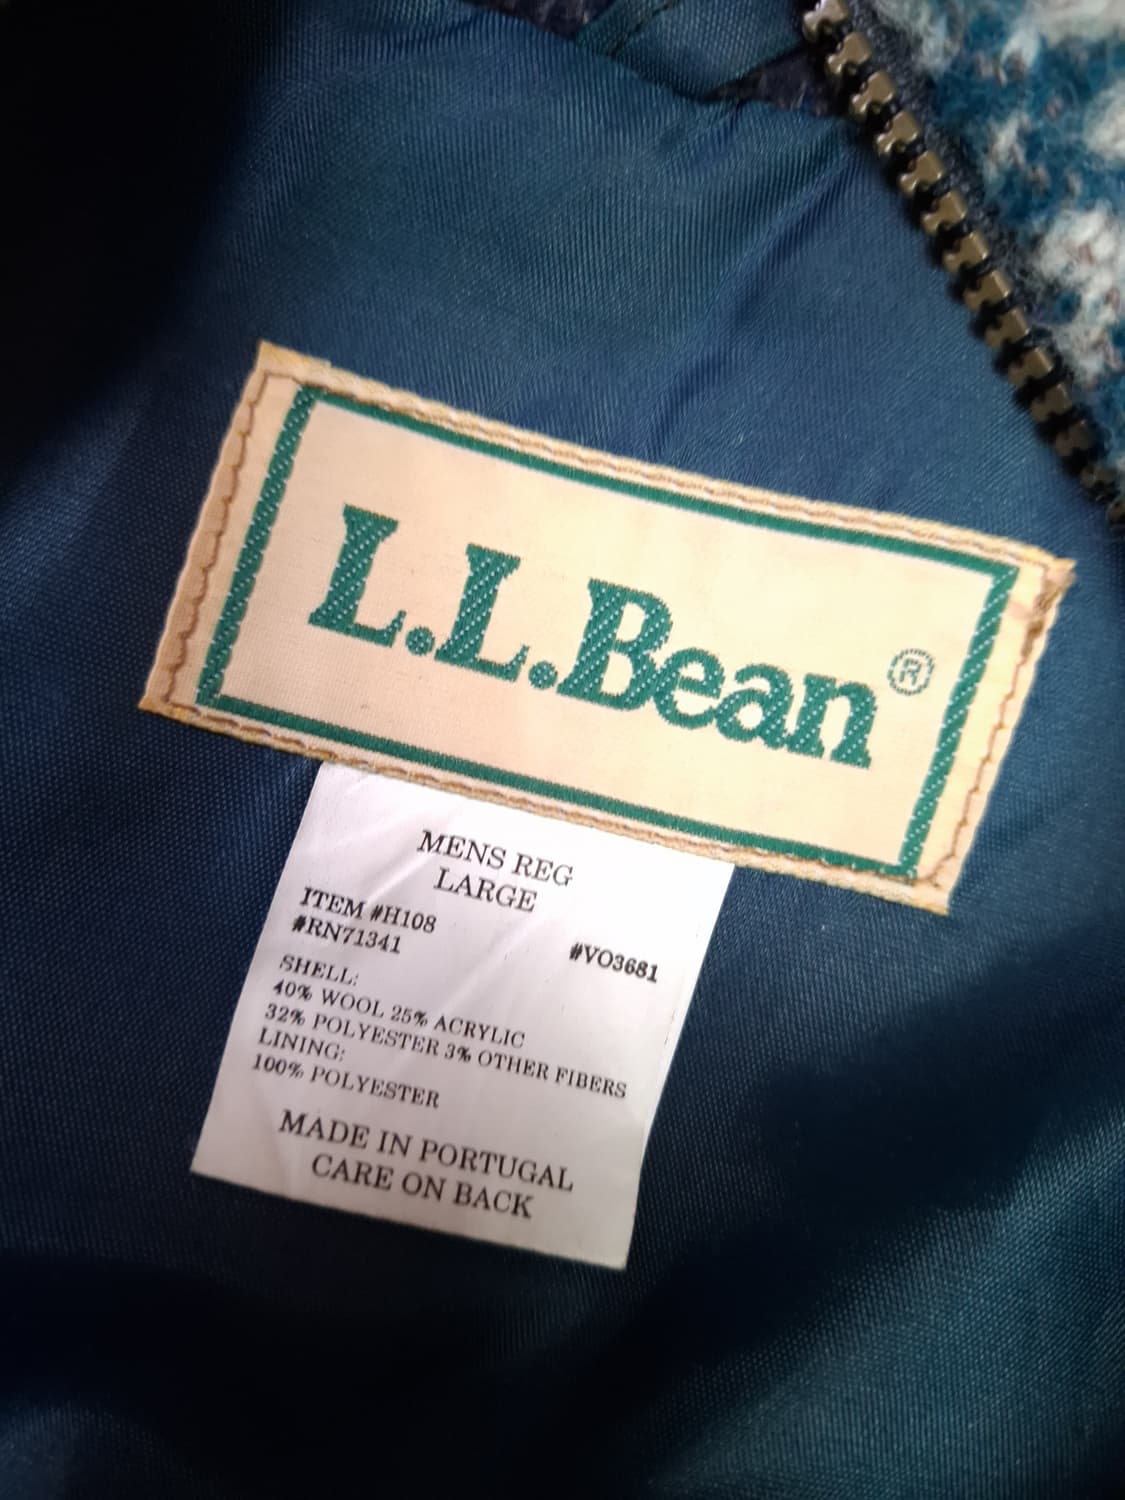 L.L.Bean®
MENS REG
LARGE
ITEM #H108
#RN71341 #VO3681
SHELL:
40% WOOL 25% ACRYLIC
32% POLYESTER 3% OTHER FIBERS
LINING:
100% POLYESTER
MADE IN PORTUGAL
CARE ON BACK